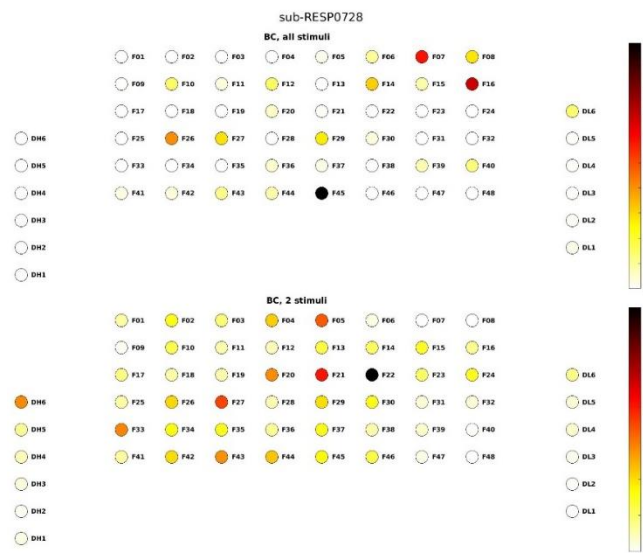 sub-RESP0728
BC, all stimuli
F01 F02 F03 F04 F05 F06 F07 F08
F09 F10 F11 F12 F13 F14 F15 F16
F17 F18 F19 F20 F21 F22 F23 F24 DL6
DH6 F25 F26 F27 F28 F29 F30 F31 F32 DL5
DH5 F33 F34 F35 F36 F37 F38 F39 F40 DL4
DH4 F41 F42 F43 F44 F45 F46 F47 F48 DL3
DH3 DL2
DH2 DL1
DH1
BC, 2 stimuli
F01 F02 F03 F04 F05 F06 F07 F08
F09 F10 F11 F12 F13 F14 F15 F16
F17 F18 F19 F20 F21 F22 F23 F24 DL6
DH6 F25 F26 F27 F28 F29 F30 F31 F32 DL5
DH5 F33 F34 F35 F36 F37 F38 F39 F40 DL4
DH4 F41 F42 F43 F44 F45 F46 F47 F48 DL3
DH3 DL2
DH2 DL1
DH1